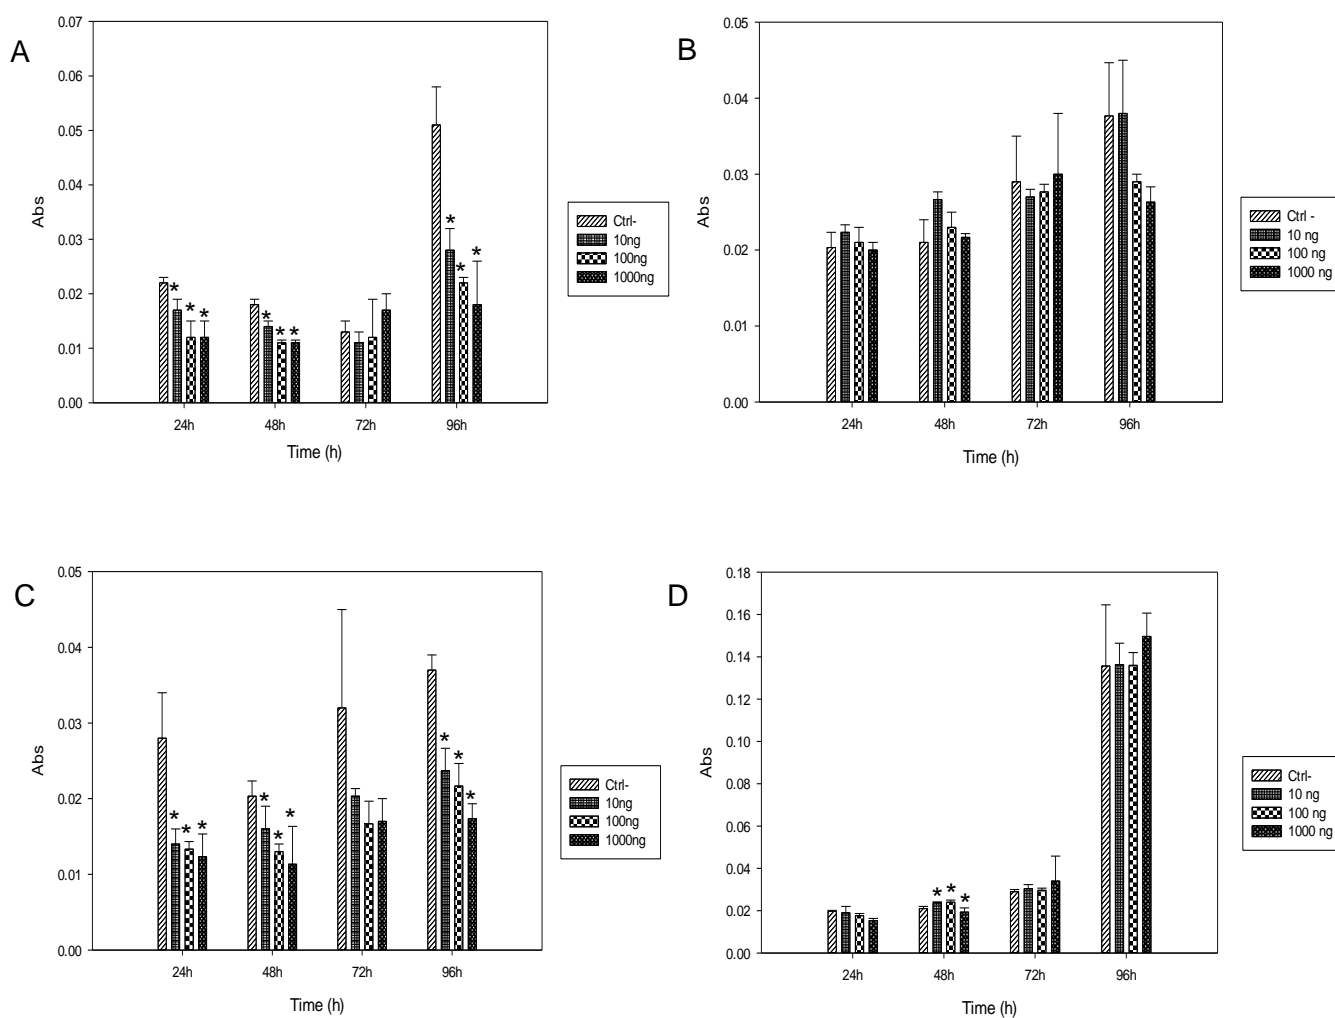 A
Abs
0.07
0.06
0.05
0.04
0.03
0.02
0.01
0.00
* * * * * * * * *
24h 48h 72h 96h
Time (h)
Ctrl-
10ng
100ng
1000ng
B
Abs
0.05
0.04
0.03
0.02
0.01
0.00
24h 48h 72h 96h
Time (h)
Ctrl -
10 ng
100 ng
1000 ng
C
Abs
0.05
0.04
0.03
0.02
0.01
0.00
* * * * * * * * *
24h 48h 72h 96h
Time (h)
Ctrl-
10ng
100ng
1000ng
D
Abs
0.18
0.16
0.14
0.12
0.10
0.08
0.06
0.04
0.02
0.00
* * *
24h 48h 72h 96h
Time (h)
Ctrl-
10 ng
100 ng
1000 ng